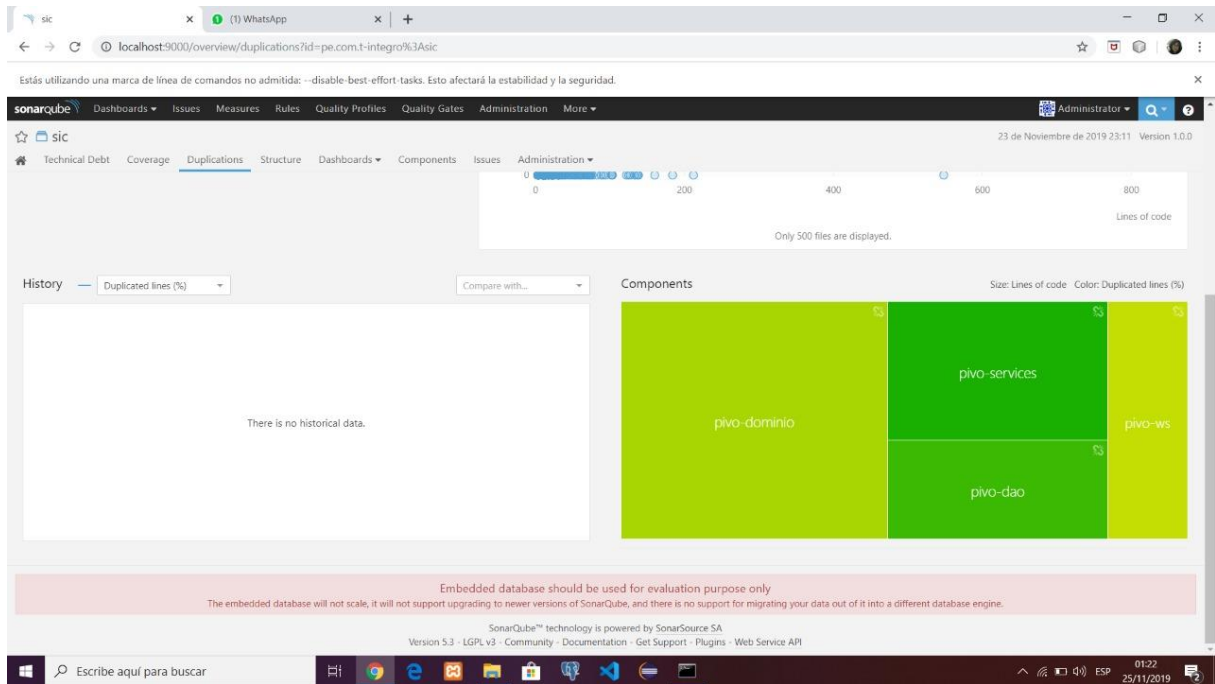 sic
(1) WhatsApp
localhost:9000/overview/duplications?id=pe.com.t-integro%3Asic
Estás utilizando una marca de línea de comandos no admitida: --disable-best-effort-tasks. Esto afectará la estabilidad y la seguridad.
sonarqube Dashboards Issues Measures Rules Quality Profiles Quality Gates Administration More Administrator
sic
23 de Noviembre de 2019 23:11 Version 1.0.0
Technical Debt Coverage Duplications Structure Dashboards Components Issues Administration
0
0 200 400 600 800
Lines of code
Only 500 files are displayed.
History Duplicated lines (%) Compare with...
There is no historical data.
Components Size: Lines of code Color: Duplicated lines (%)
pivo-dominio
pivo-services
pivo-dao
pivo-ws
Embedded database should be used for evaluation purpose only
The embedded database will not scale, it will not support upgrading to newer versions of SonarQube, and there is no support for migrating your data out of it into a different database engine.
SonarQube™ technology is powered by SonarSource SA
Version 5.3 - LGPL v3 - Community - Documentation - Get Support - Plugins - Web Service API
Escribe aquí para buscar
ESP
01:22
25/11/2019
2